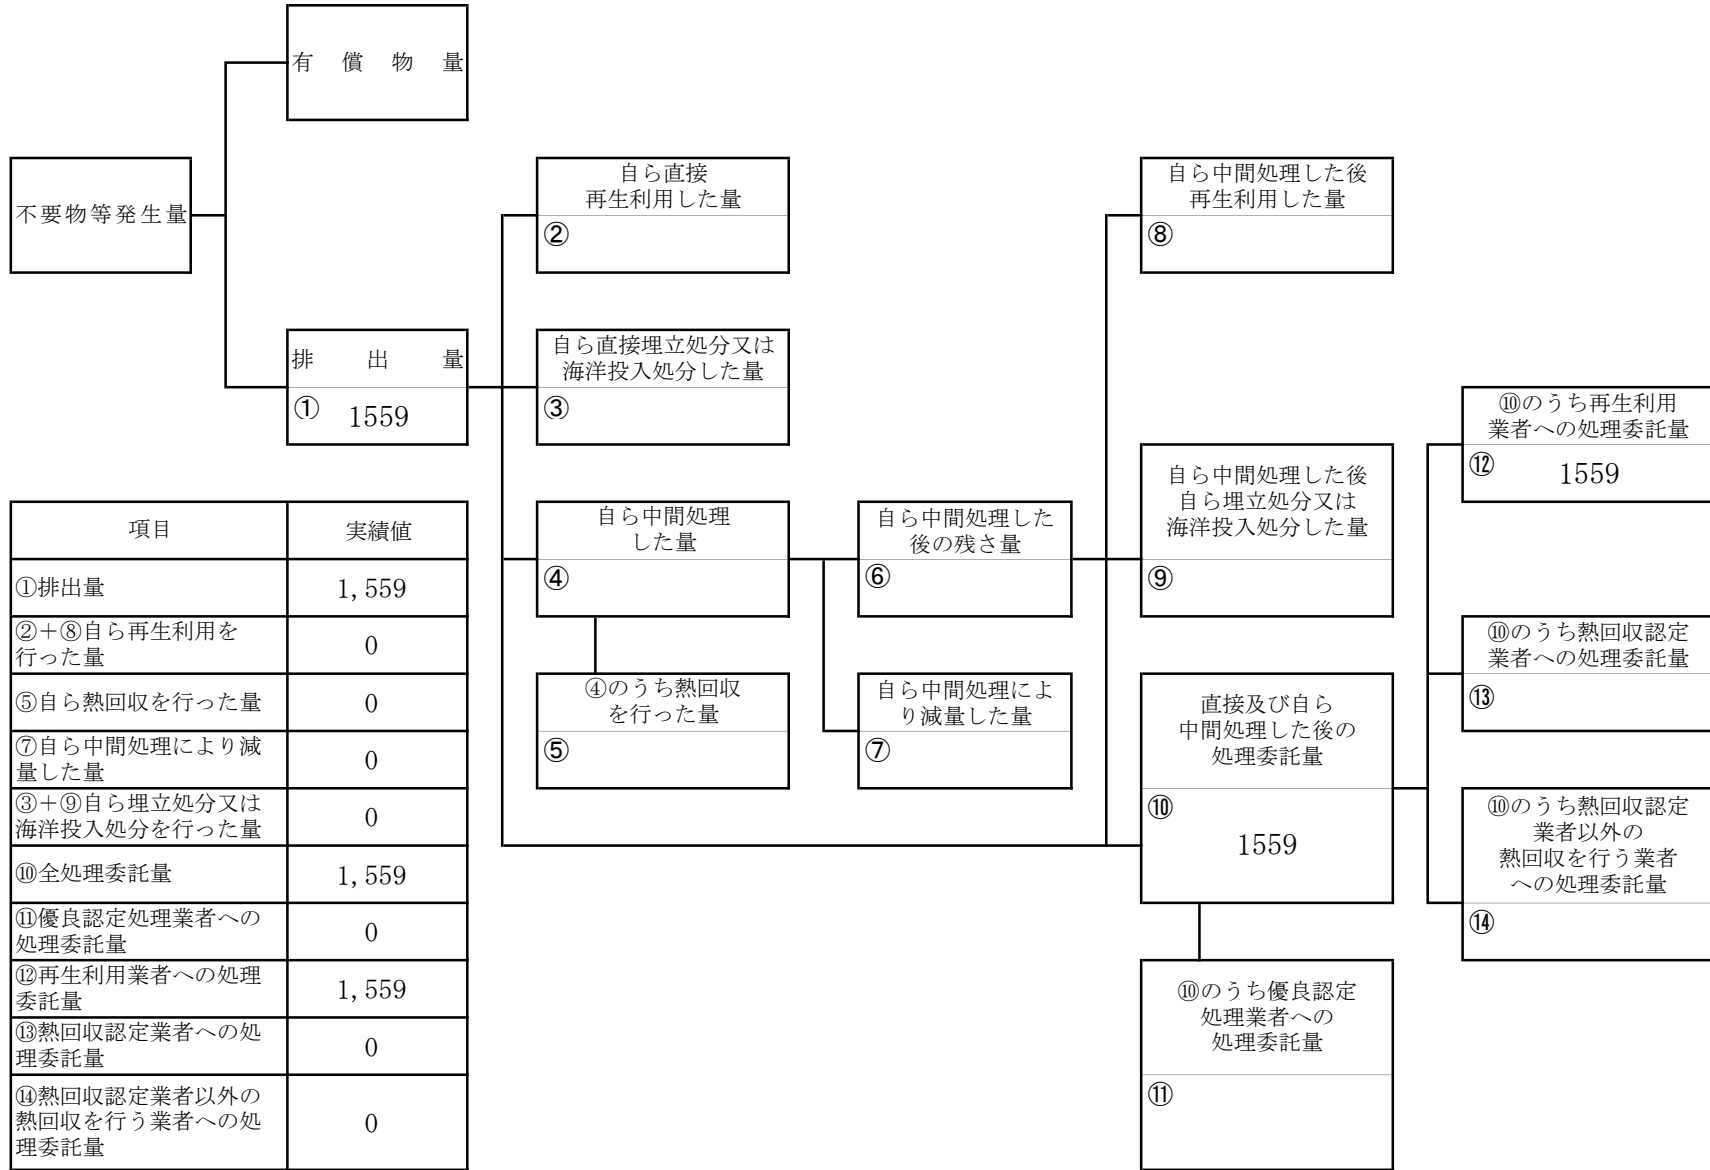 有償物量
不要物等発生量
自ら直接
再生利用した量
②
自ら中間処理した後
再生利用した量
⑧
排出量
① 1559
自ら直接埋立処分又は
海洋投入処分した量
③
⑩のうち再生利用
業者への処理委託量
⑫ 1559
自ら中間処理
した量
④
自ら中間処理した
後の残さ量
⑥
自ら中間処理した後
自ら埋立処分又は
海洋投入処分した量
⑨
⑩のうち熱回収認定
業者への処理委託量
⑬
④のうち熱回収
を行った量
⑤
自ら中間処理によ
り減量した量
⑦
直接及び自ら
中間処理した後の
処理委託量
⑩
1559
⑩のうち熱回収認定
業者以外の
熱回収を行う業者
への処理委託量
⑭
⑩のうち優良認定
処理業者への
処理委託量
⑪
項目 実績値
①排出量 1,559
②＋⑧自ら再生利用を
行った量 0
⑤自ら熱回収を行った量 0
⑦自ら中間処理により減
量した量 0
③＋⑨自ら埋立処分又は
海洋投入処分を行った量 0
⑩全処理委託量 1,559
⑪優良認定処理業者への
処理委託量 0
⑫再生利用業者への処理
委託量 1,559
⑬熱回収認定業者への処
理委託量 0
⑭熱回収認定業者以外の
熱回収を行う業者への処
理委託量 0